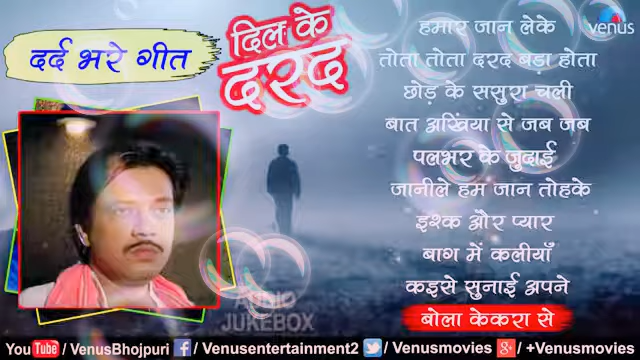 दर्द भरे गीत
दिल के
दरद
venus
हमार जान लेके
तोता तोता दरद बड़ा होता
छोड़ के ससुरा चली
बात अखिंया से जब जब
पलभर के जुदाई
जानीले हम जान तोहके
इश्क और प्यार
बाग में कलीयाँ
कइसे सुनाई अपने
बोला केकरा से
AUDIO
JUKEBOX
YouTube/VenusBhojpuri f/Venusentertainment2 /Venusmovies g+/+Venusmovies